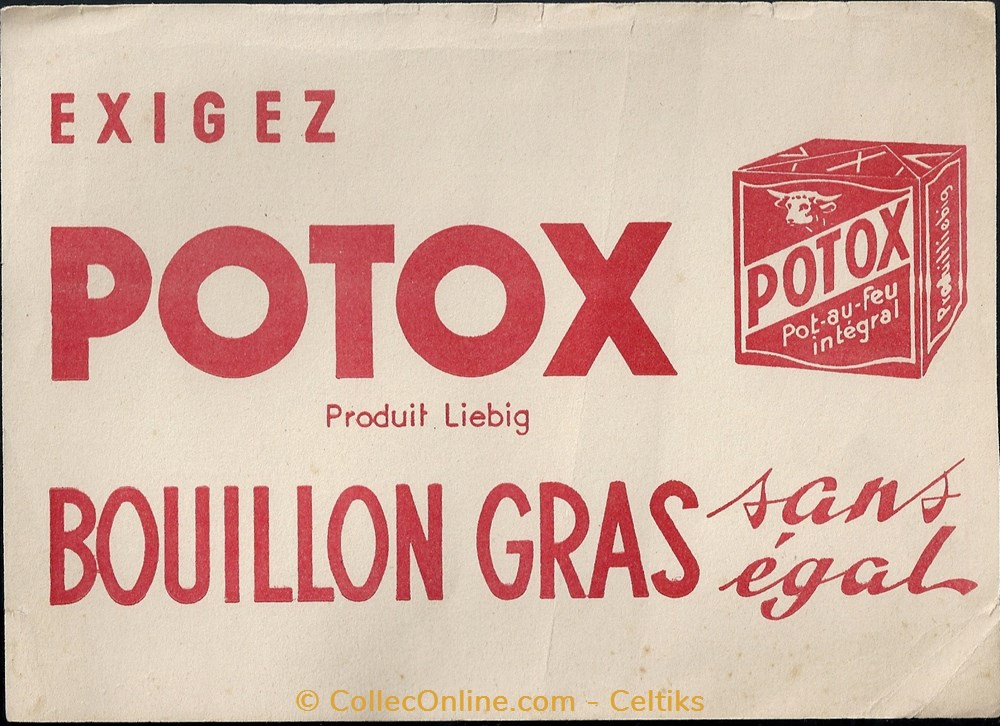 EXIGEZ
POTOX
Produit Liebig
BOUILLON GRAS sans égal
POTOX
Pot-au-feu
intégral
Produit Liebig
© CollecOnline.com - Celtiks